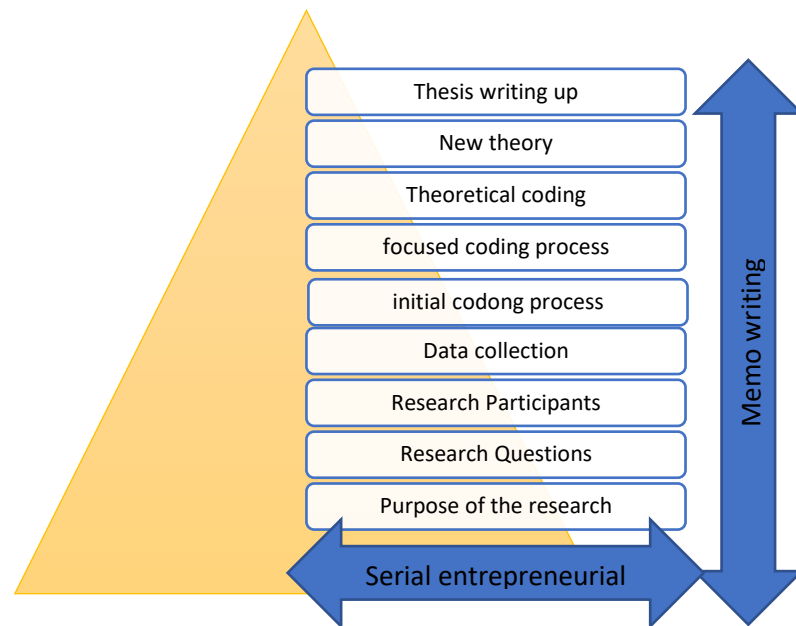 Thesis writing up
New theory
Theoretical coding
focused coding process
initial codong process
Data collection
Research Participants
Research Questions
Purpose of the research
Serial entrepreneurial
Memo writing